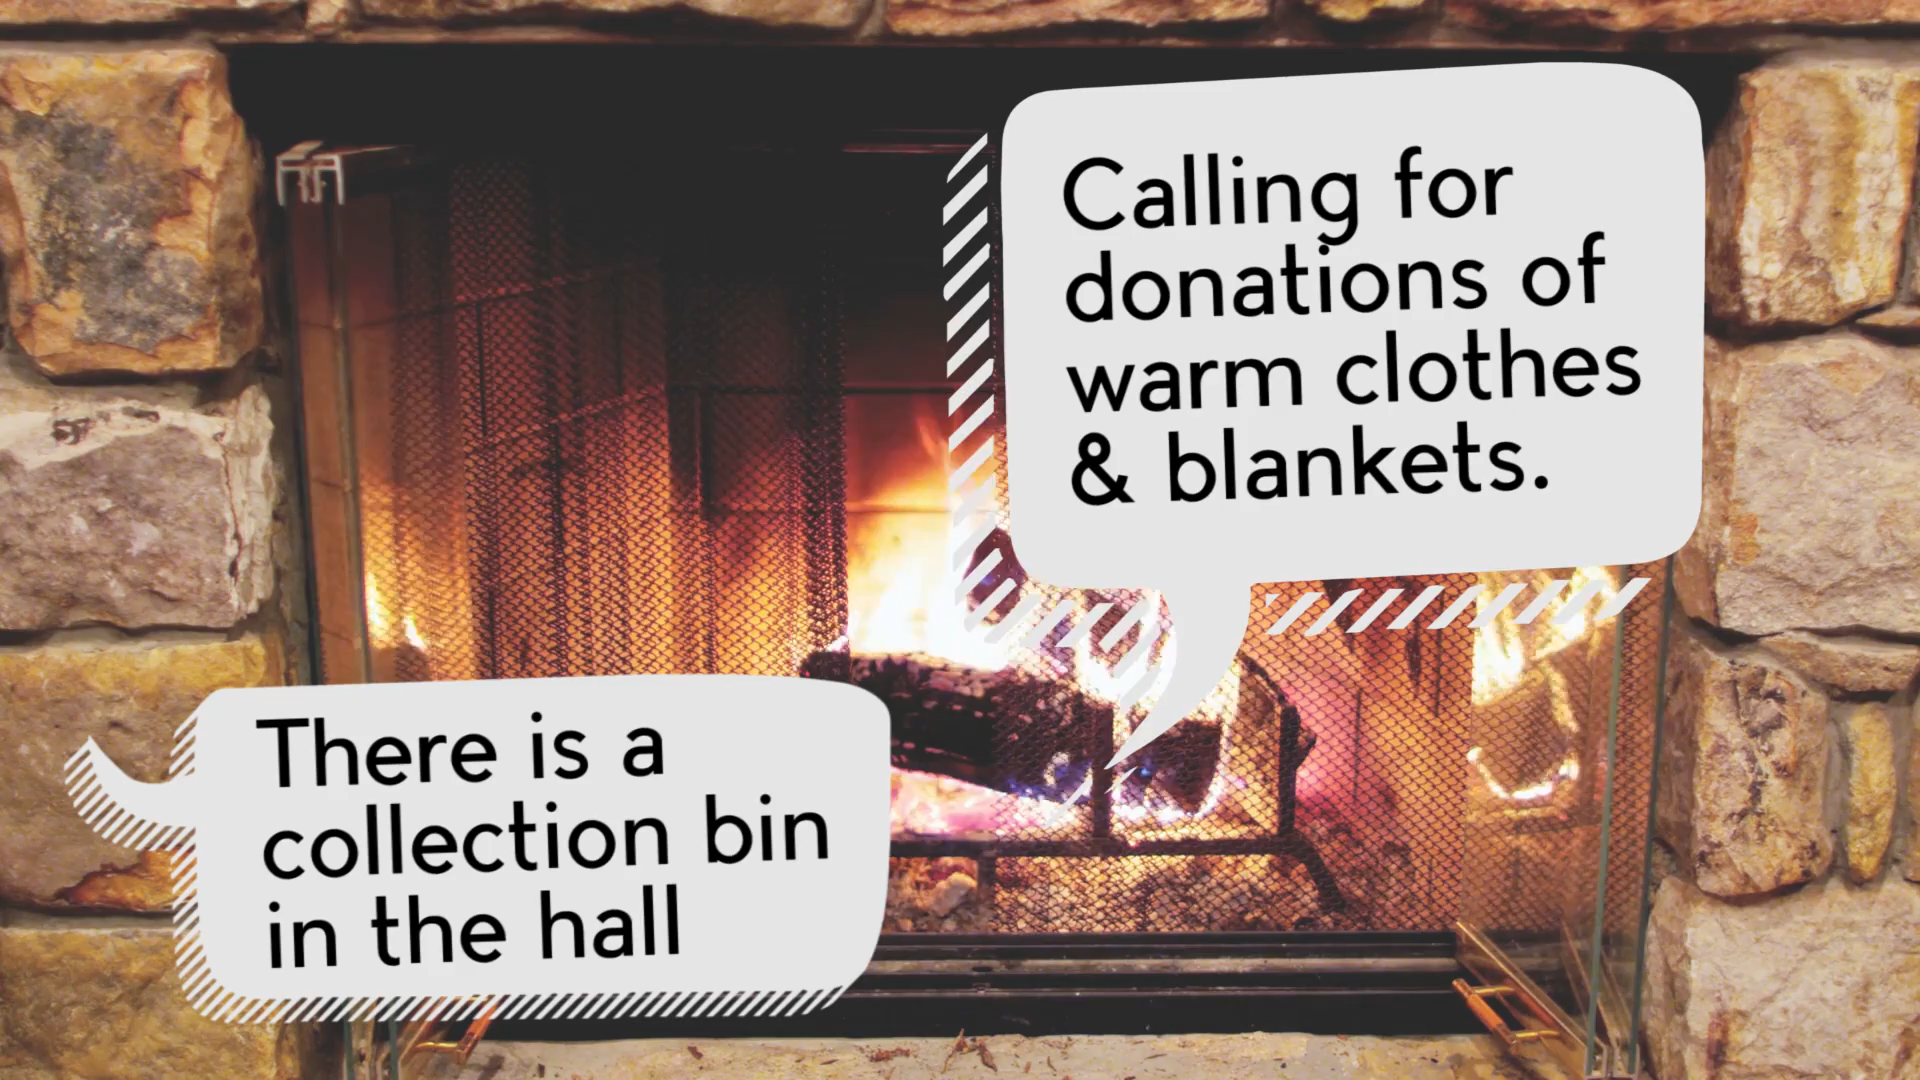 Calling for
donations of
warm clothes
& blankets.
There is a
collection bin
in the hall